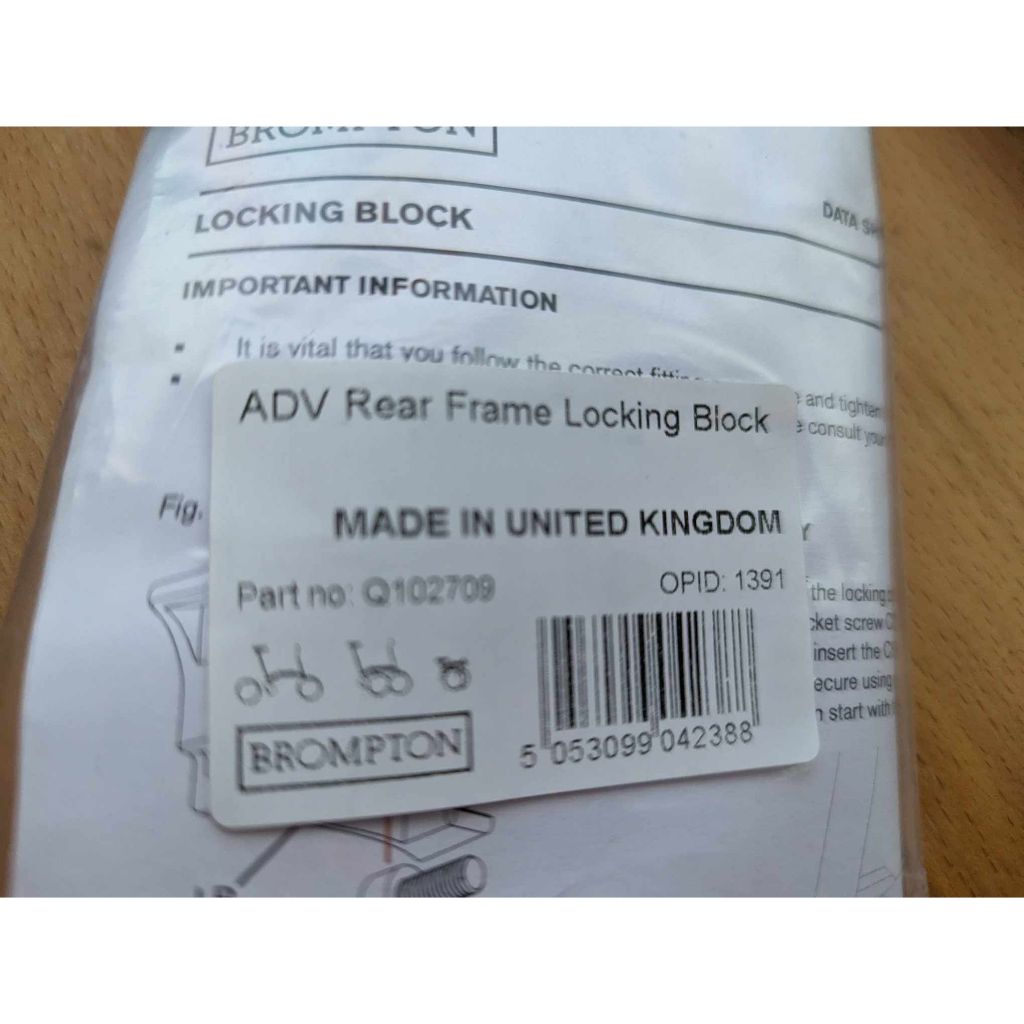 BROMPTON
LOCKING BLOCK
DATA
IMPORTANT INFORMATION
It is vital that you follow the correct
and tighten
consult your
Fig.
ADV Rear Frame Locking Block
MADE IN UNITED KINGDOM
Part no: Q102709
OPID: 1391
BROMPTON
5 053099 042388
the locking
screw
insert the
using
start with